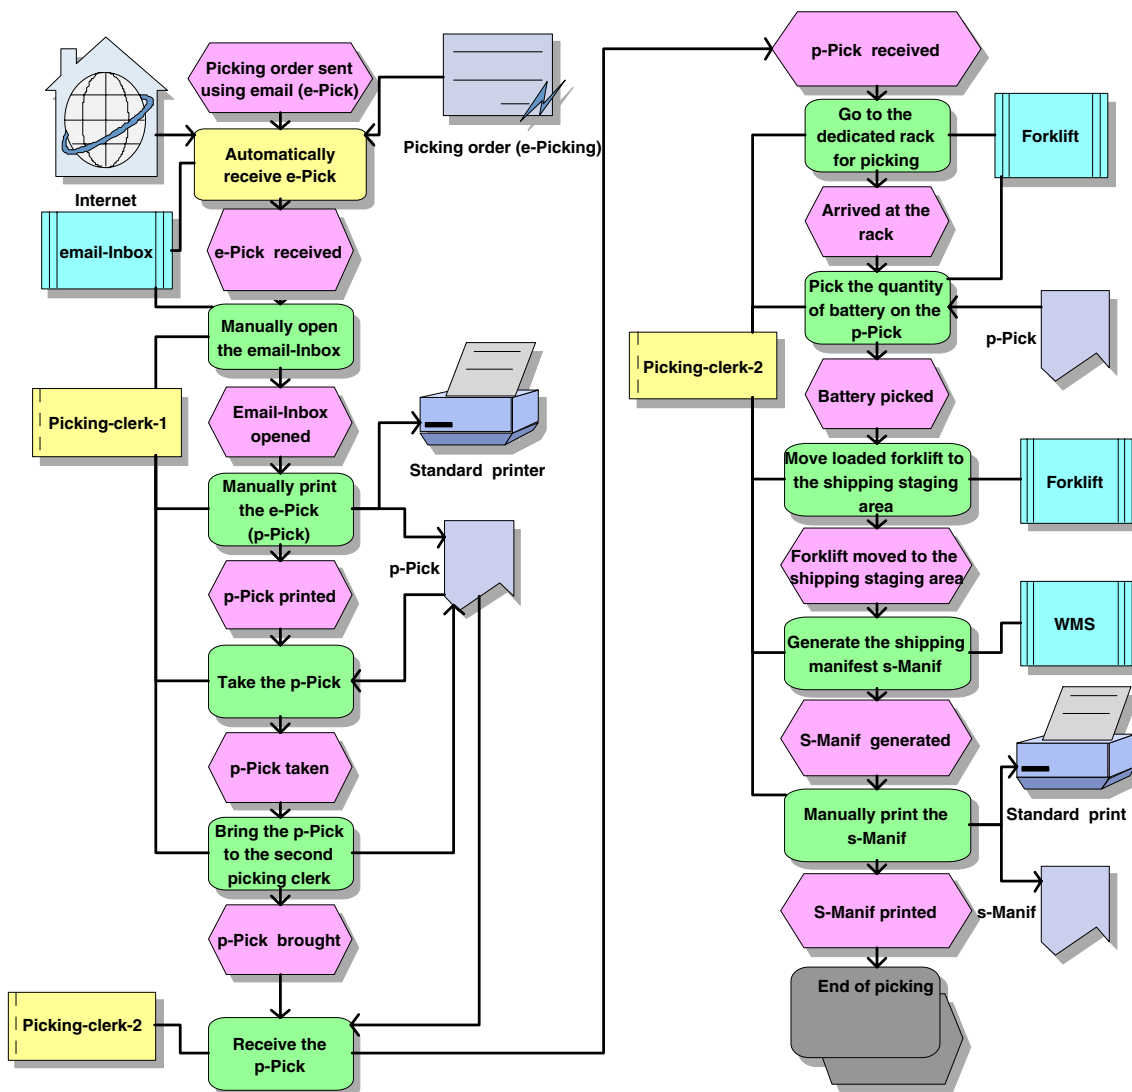 Picking order sent
using email (e-Pick)
Picking order (e-Picking)
Internet
Automatically
receive e-Pick
email-Inbox
e-Pick received
Manually open
the email-Inbox
Picking-clerk-1
Email-Inbox
opened
Standard printer
Manually print
the e-Pick
(p-Pick)
p-Pick
p-Pick printed
Take the p-Pick
p-Pick taken
Bring the p-Pick
to the second
picking clerk
p-Pick brought
Picking-clerk-2
Receive the
p-Pick
p-Pick received
Go to the
dedicated rack
for picking
Forklift
Arrived at the
rack
Pick the quantity
of battery on the
p-Pick
p-Pick
Picking-clerk-2
Battery picked
Move loaded forklift to
the shipping staging
area
Forklift
Forklift moved to the
shipping staging area
WMS
Generate the shipping
manifest s-Manif
S-Manif generated
Standard print
Manually print the
s-Manif
S-Manif printed
s-Manif
End of picking